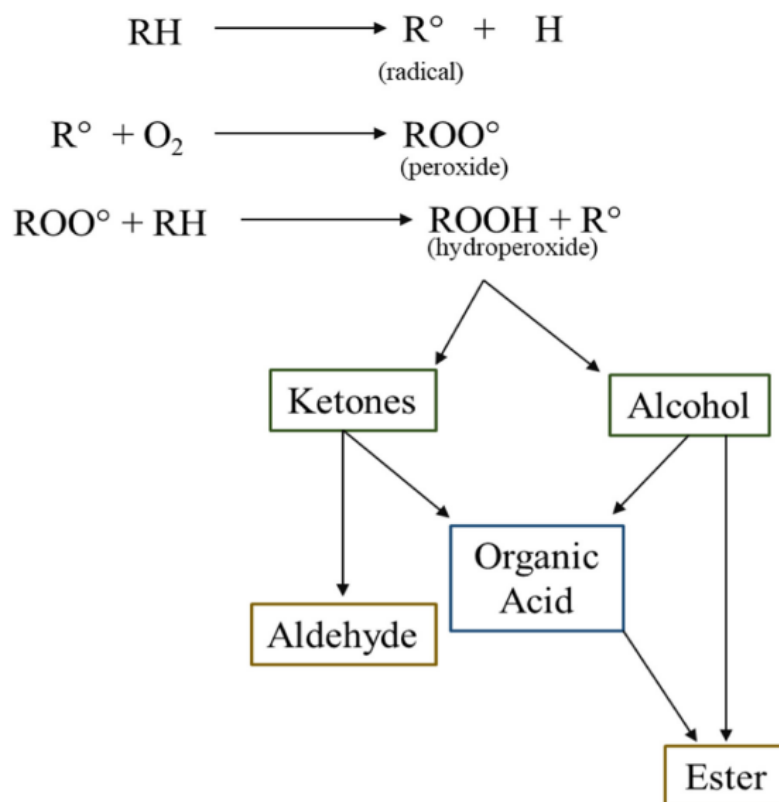 RH R° + H
(radical)
R° + O₂ ROO°
(peroxide)
ROO° + RH ROOH + R°
(hydroperoxide)
Ketones
Alcohol
Organic
Acid
Aldehyde
Ester